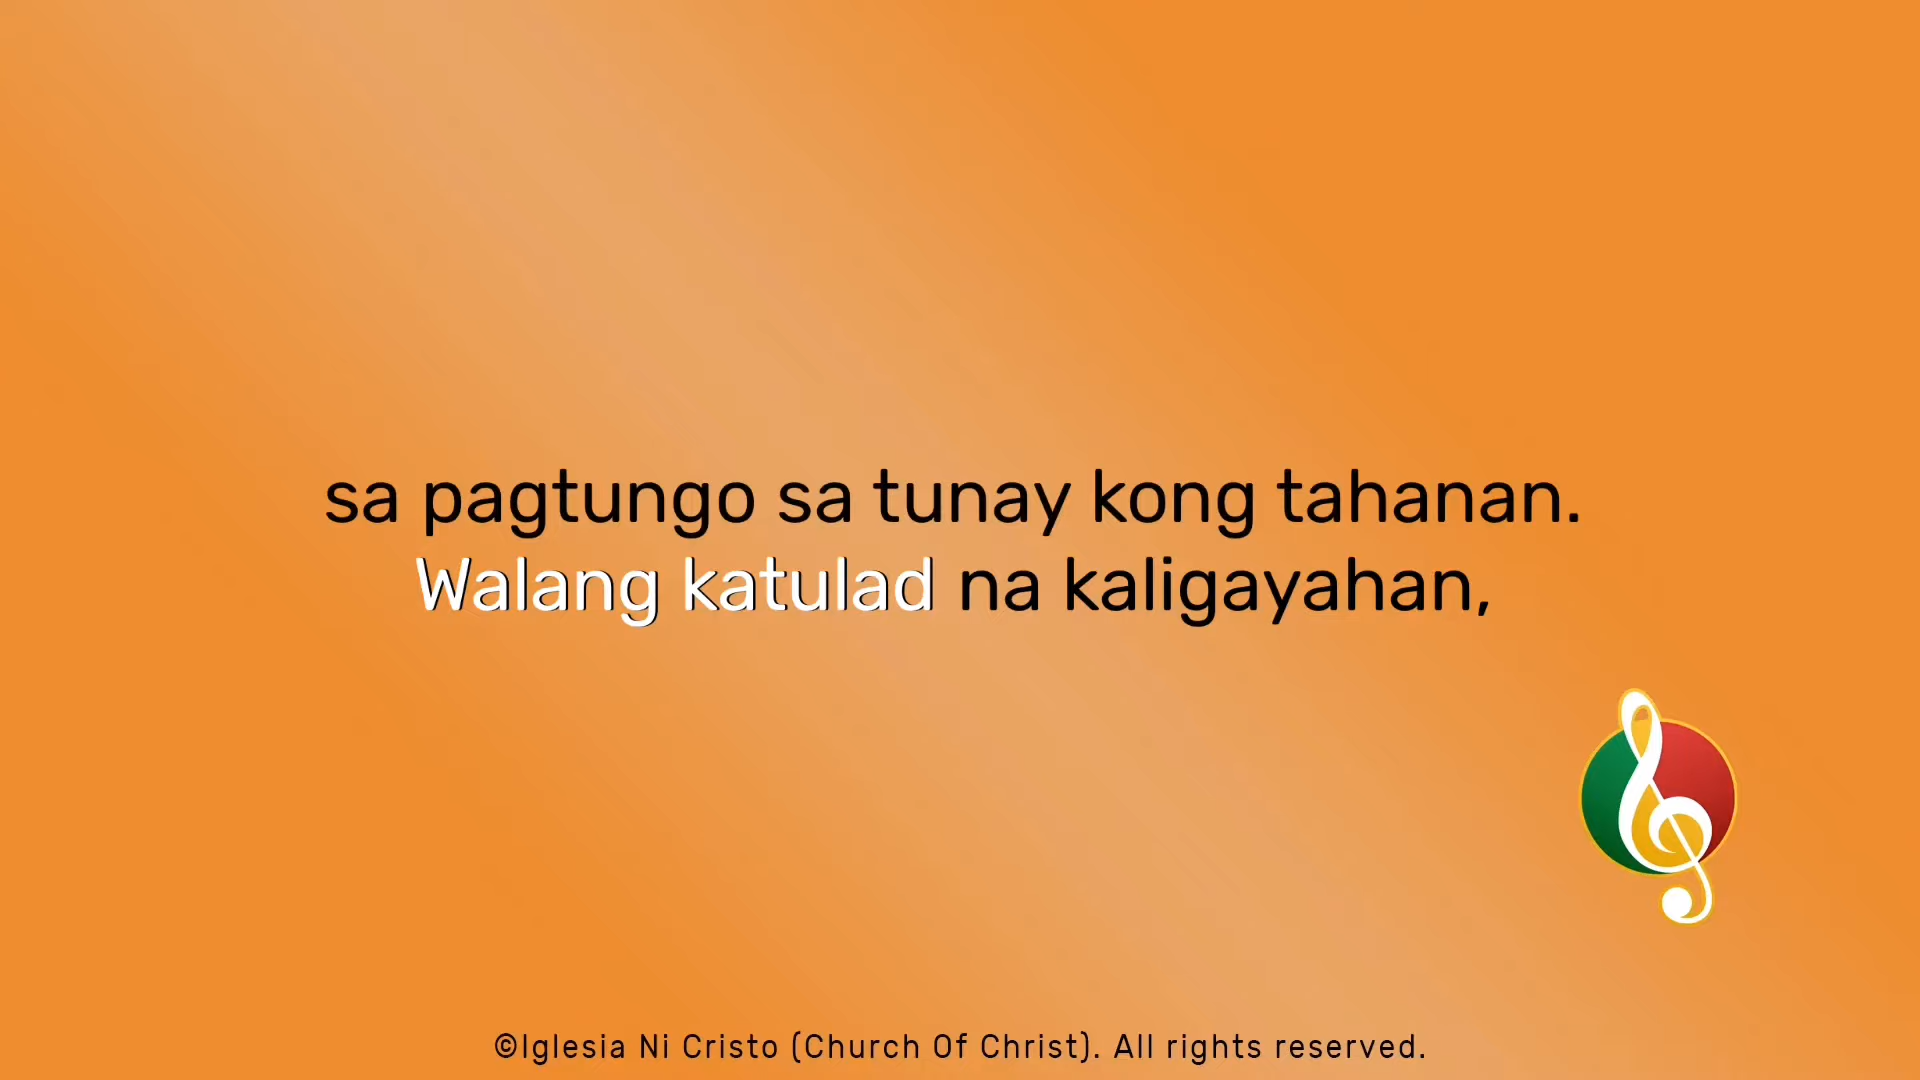 sa pagtungo sa tunay kong tahanan.
Walang katulad na kaligayahan,
©Iglesia Ni Cristo (Church Of Christ). All rights reserved.